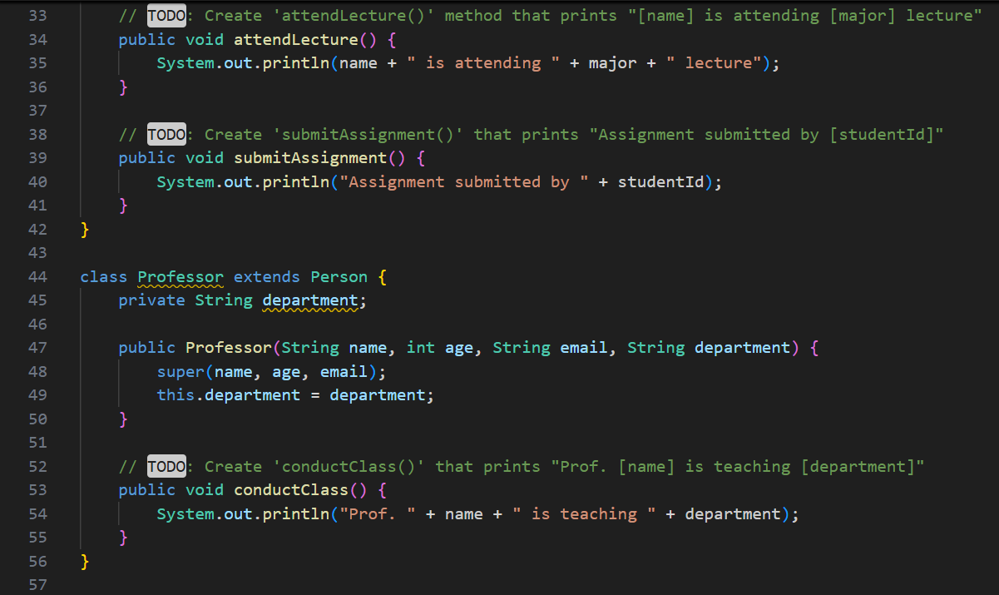 33 // TODO: Create 'attendLecture()' method that prints "[name] is attending [major] lecture"
34 public void attendLecture() {
35 System.out.println(name + " is attending " + major + " lecture");
36 }
37
38 // TODO: Create 'submitAssignment()' that prints "Assignment submitted by [studentId]"
39 public void submitAssignment() {
40 System.out.println("Assignment submitted by " + studentId);
41 }
42 }
43
44 class Professor extends Person {
45 private String department;
46
47 public Professor(String name, int age, String email, String department) {
48 super(name, age, email);
49 this.department = department;
50 }
51
52 // TODO: Create 'conductClass()' that prints "Prof. [name] is teaching [department]"
53 public void conductClass() {
54 System.out.println("Prof. " + name + " is teaching " + department);
55 }
56 }
57